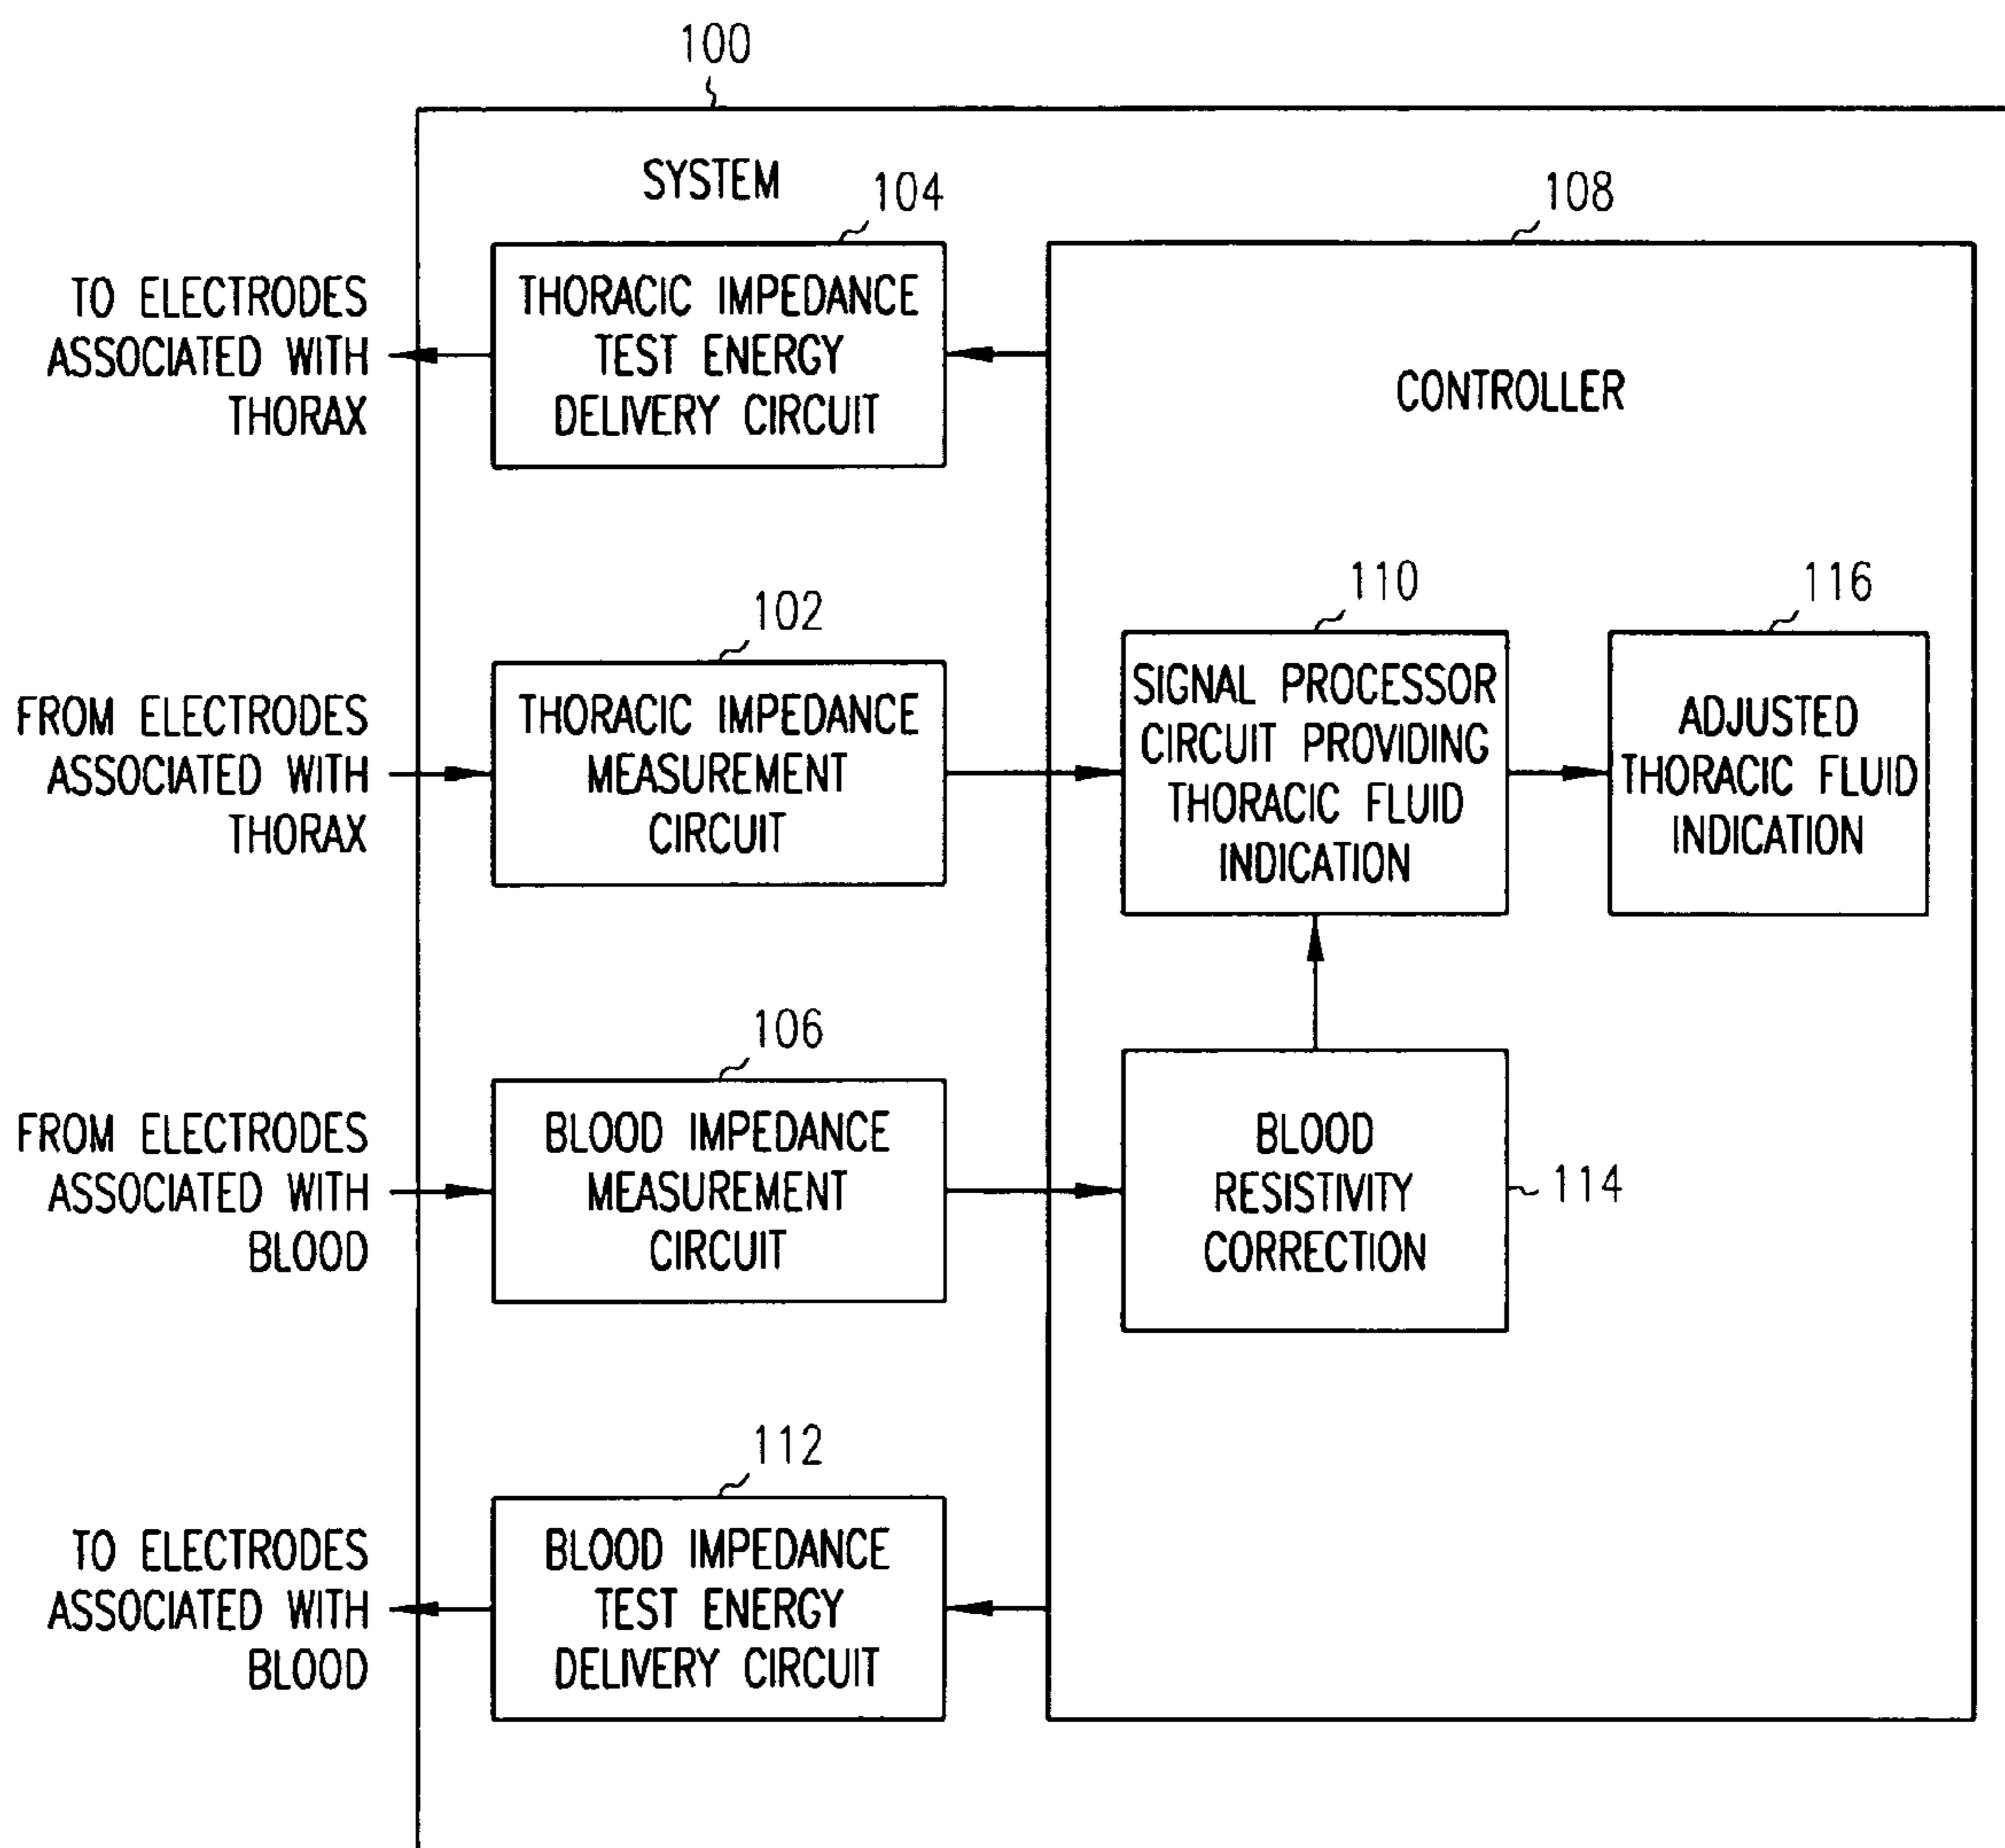 100
SYSTEM
104
108
TO ELECTRODES
ASSOCIATED WITH
THORAX
THORACIC IMPEDANCE
TEST ENERGY
DELIVERY CIRCUIT
CONTROLLER
102
110
116
FROM ELECTRODES
ASSOCIATED WITH
THORAX
THORACIC IMPEDANCE
MEASUREMENT
CIRCUIT
SIGNAL PROCESSOR
CIRCUIT PROVIDING
THORACIC FLUID
INDICATION
ADJUSTED
THORACIC FLUID
INDICATION
106
FROM ELECTRODES
ASSOCIATED WITH
BLOOD
BLOOD IMPEDANCE
MEASUREMENT
CIRCUIT
BLOOD
RESISTIVITY
CORRECTION
114
112
TO ELECTRODES
ASSOCIATED WITH
BLOOD
BLOOD IMPEDANCE
TEST ENERGY
DELIVERY CIRCUIT